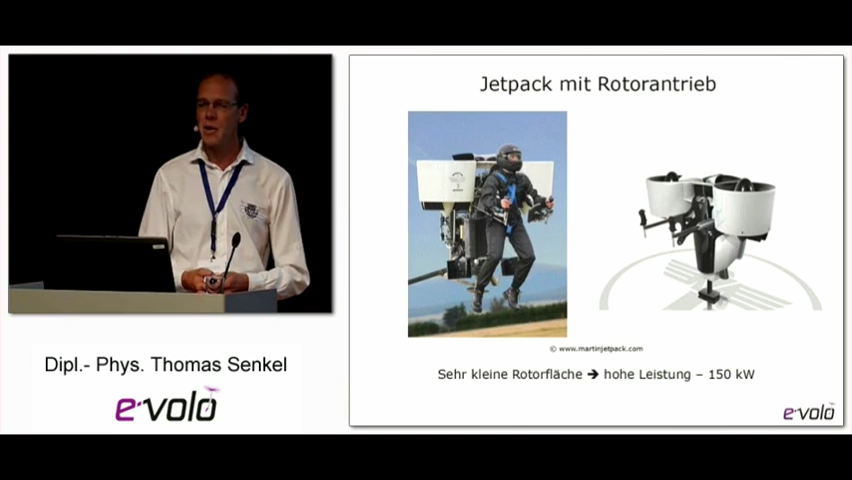 Jetpack mit Rotorantrieb
© www.martinjetpack.com
Sehr kleine Rotorfläche ➔ hohe Leistung – 150 kW
e-volo
Dipl.- Phys. Thomas Senkel
e-volo